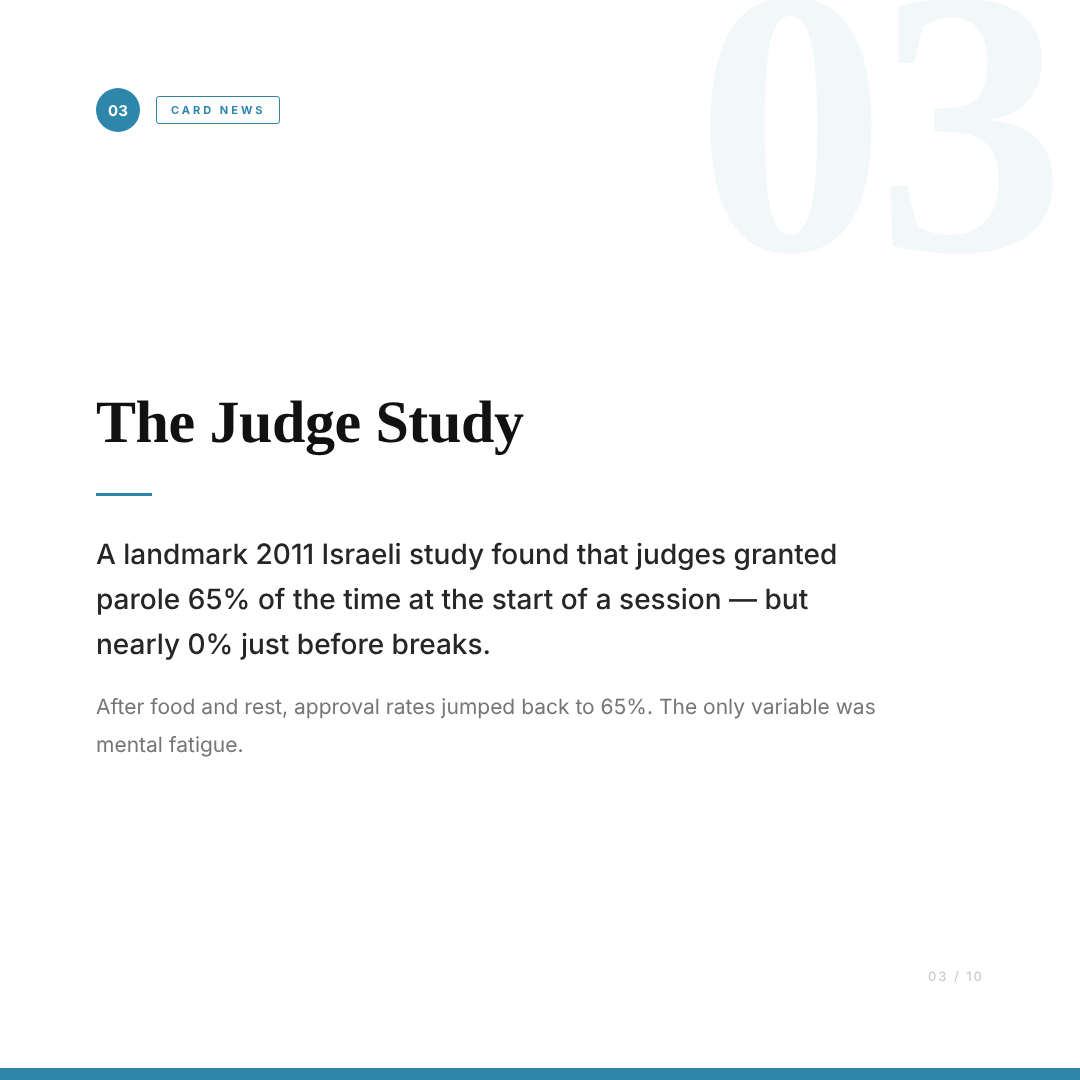 03
03
CARD NEWS
The Judge Study
A landmark 2011 Israeli study found that judges granted
parole 65% of the time at the start of a session — but
nearly 0% just before breaks.
After food and rest, approval rates jumped back to 65%. The only variable was
mental fatigue.
03 / 10